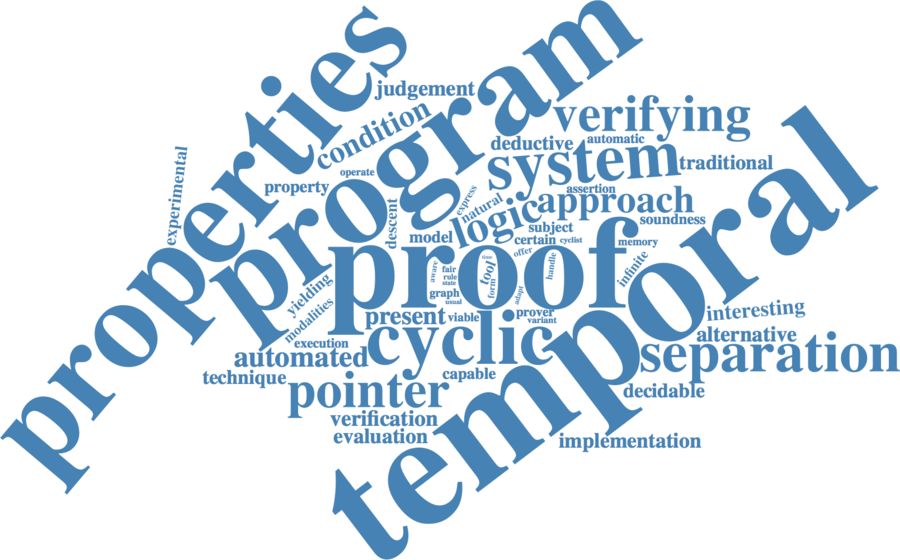 properties
program
temporal
proof
judgement
condition
verifying
deductive
automatic
system
traditional
experimental
operate
property
assertion
approach
express
natural
logic
soundness
descent
model
subject
certain
cyclist
memory
offer
infinite
aware
fair
rule
state
time
tool
form
handle
graph
usual
adapt
yielding
modalities
present
viable
prover
variant
interesting
alternative
execution
automated
cyclic
separation
technique
capable
pointer
decidable
verification
evaluation
implementation